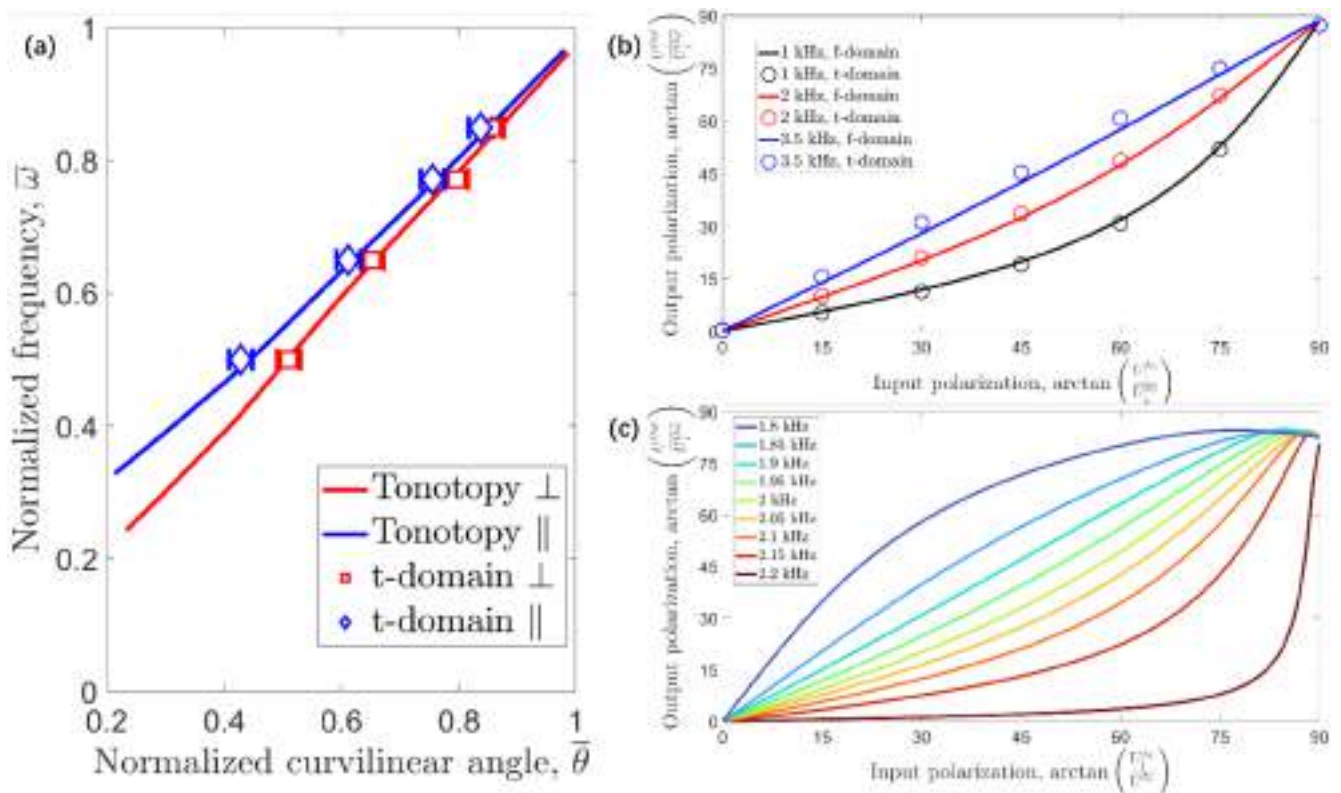 (a)
1
0.8
0.6
0.4
0.2
0
Normalized frequency, ω̅
0.2
0.4
0.6
0.8
1
Normalized curvilinear angle, θ̅
Tonotopy ⊥
Tonotopy ∥
t-domain ⊥
t-domain ∥
(b)
90
75
60
45
30
15
0
Output polarization, arctan
1 kHz, f-domain
1 kHz, t-domain
2 kHz, f-domain
2 kHz, t-domain
3.5 kHz, f-domain
3.5 kHz, t-domain
0
15
30
45
60
75
90
Input polarization, arctan
(c)
90
75
60
45
30
15
0
Output polarization, arctan
1.8 kHz
1.85 kHz
1.9 kHz
1.95 kHz
2 kHz
2.05 kHz
2.1 kHz
2.15 kHz
2.2 kHz
0
15
30
45
60
75
90
Input polarization, arctan